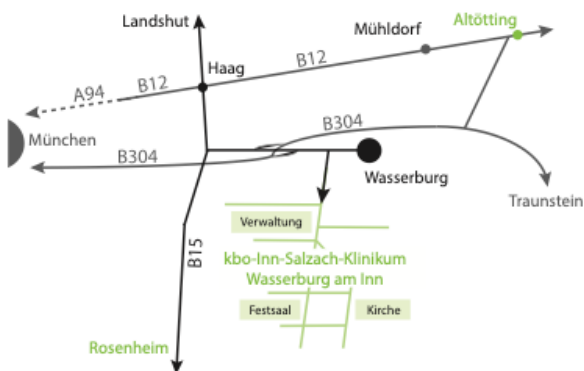 Landshut
Altötting
Mühldorf
B12
Haag
B12
A94
München
B304
B304
Wasserburg
Traunstein
Verwaltung
B15
kbo-Inn-Salzach-Klinikum
Wasserburg am Inn
Festsaal
Kirche
Rosenheim